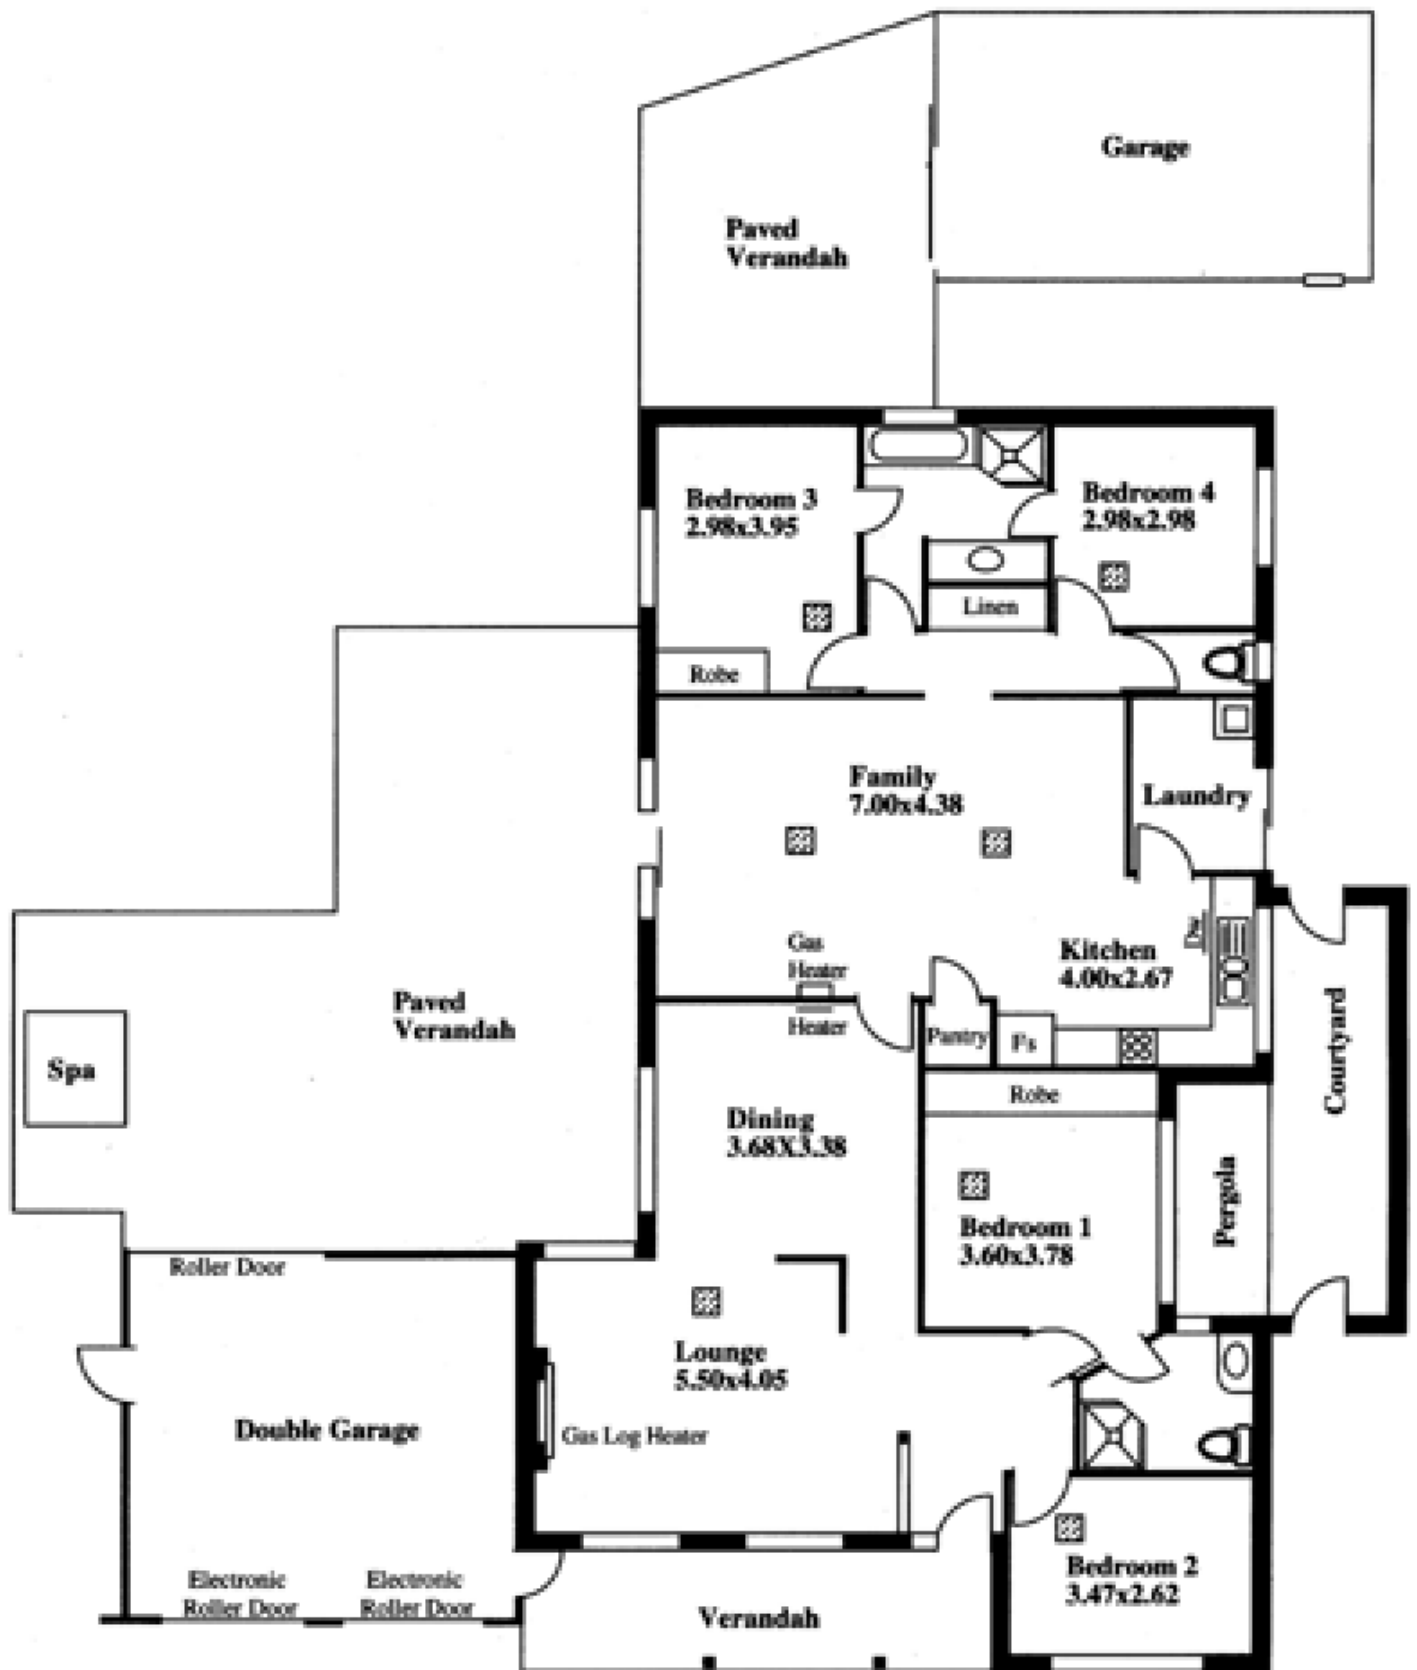 Garage
Paved
Verandah
Bedroom 3
2.98x3.95
Bedroom 4
2.98x2.98
Linen
Robe
Family
7.00x4.38
Laundry
Gas
Heater
Heater
Kitchen
4.00x2.67
Dw
Pantry
Fs
Paved
Verandah
Spa
Courtyard
Robe
Dining
3.68X3.38
Bedroom 1
3.60x3.78
Pergola
Roller Door
Lounge
5.50x4.05
Gas Log Heater
Double Garage
Electronic
Roller Door
Electronic
Roller Door
Verandah
Bedroom 2
3.47x2.62